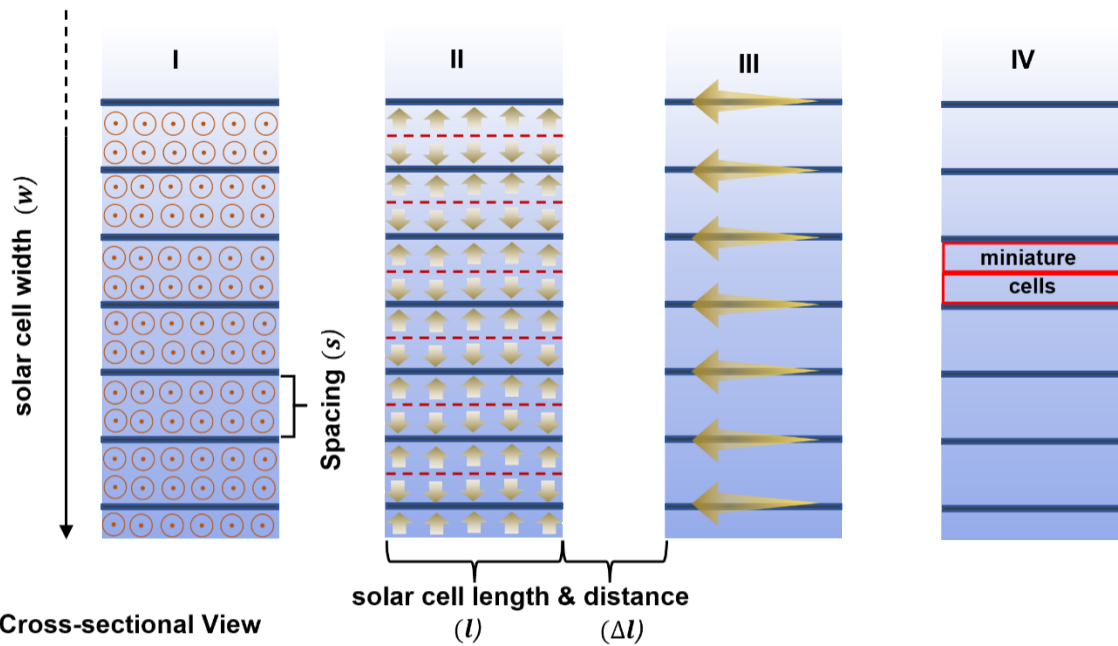 I
II
III
IV
solar cell width (w)
miniature
cells
Spacing (s)
solar cell length & distance
(l)
(Δl)
Cross-sectional View